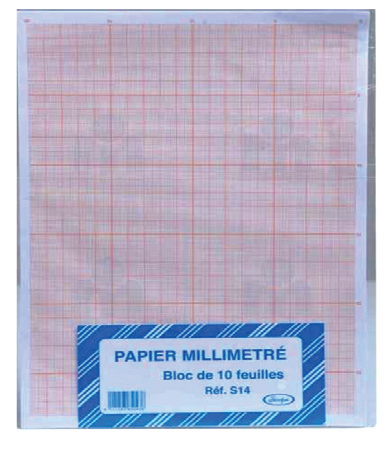 PAPIER MILLIMETRÉ
Bloc de 10 feuilles
Réf. S14